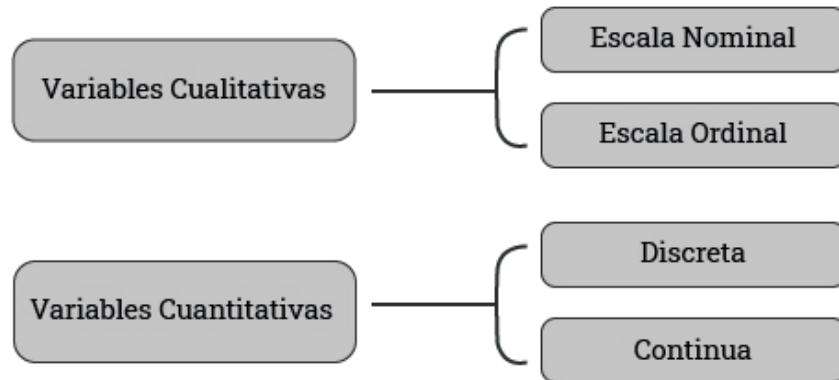 Variables Cualitativas
Escala Nominal
Escala Ordinal
Variables Cuantitativas
Discreta
Continua